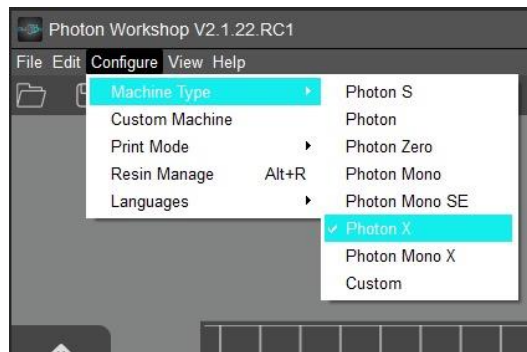 Photon Workshop V2.1.22.RC1
File Edit Configure View Help
Machine Type
Custom Machine
Print Mode
Resin Manage Alt+R
Languages
Photon S
Photon
Photon Zero
Photon Mono
Photon Mono SE
Photon X
Photon Mono X
Custom